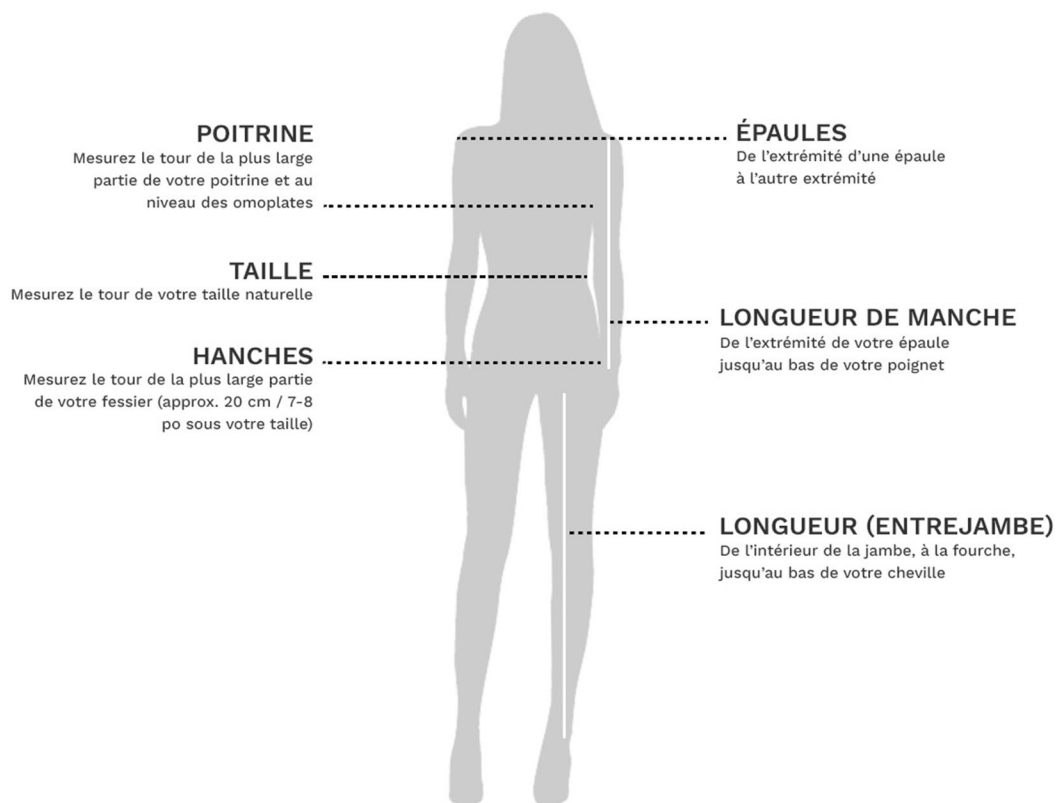 POITRINE
Mesurez le tour de la plus large
partie de votre poitrine et au
niveau des omoplates
TAILLE
Mesurez le tour de votre taille naturelle
HANCHES
Mesurez le tour de la plus large partie
de votre fessier (approx. 20 cm / 7-8
po sous votre taille)
ÉPAULES
De l’extrémité d’une épaule
à l’autre extrémité
LONGUEUR DE MANCHE
De l’extrémité de votre épaule
jusqu’au bas de votre poignet
LONGUEUR (ENTREJAMBE)
De l’intérieur de la jambe, à la fourche,
jusqu’au bas de votre cheville